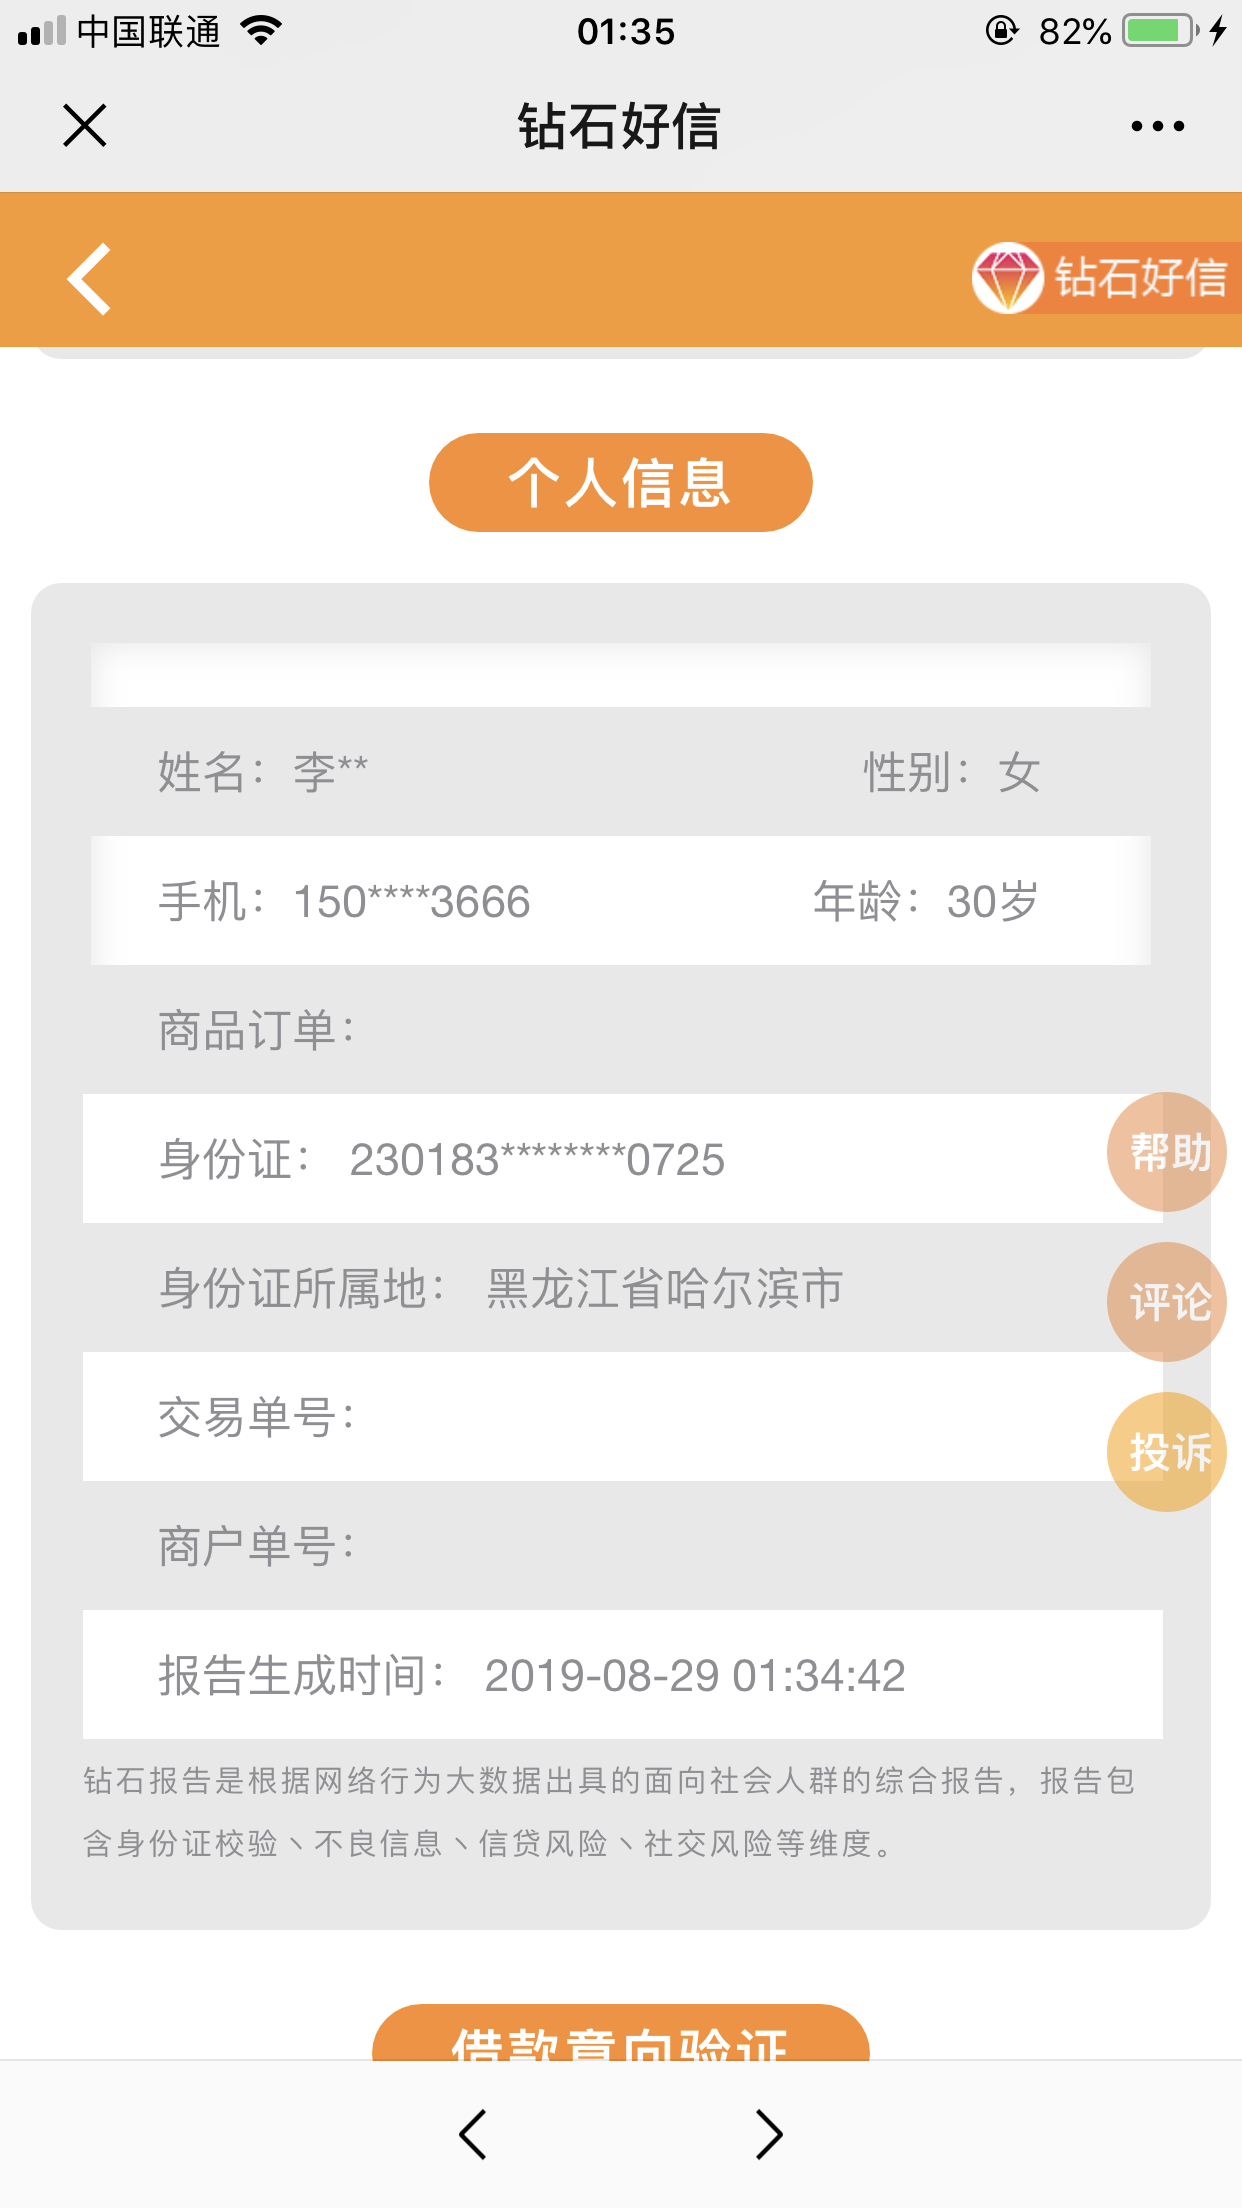 中国联通 01:35 82%
钻石好信
钻石好信
个人信息
姓名：李** 性别：女
手机：150****3666 年龄：30岁
商品订单：
身份证： 230183********0725
帮助
身份证所属地： 黑龙江省哈尔滨市
评论
交易单号：
投诉
商户单号：
报告生成时间： 2019-08-29 01:34:42
钻石报告是根据网络行为大数据出具的面向社会人群的综合报告，报告包
含身份证校验、不良信息、信贷风险、社交风险等维度。
借款意向验证